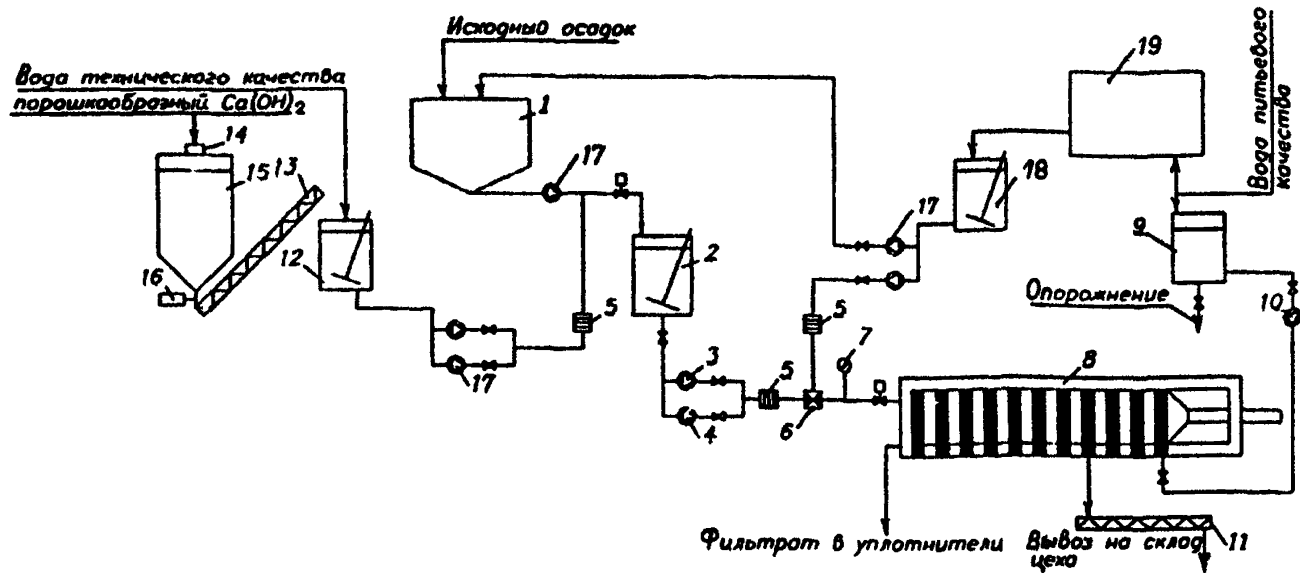 Исходный осадок
Вода технического качества
порошкообразный Ca(OH)2
Вода питьевого
качества
19
1
14
15
13
17
18
12
2
9
16
17
Опорожнение
10
5
5
7
3
5
8
17
4
6
Фильтрат в уплотнители
Вывоз на склад
цеха
11